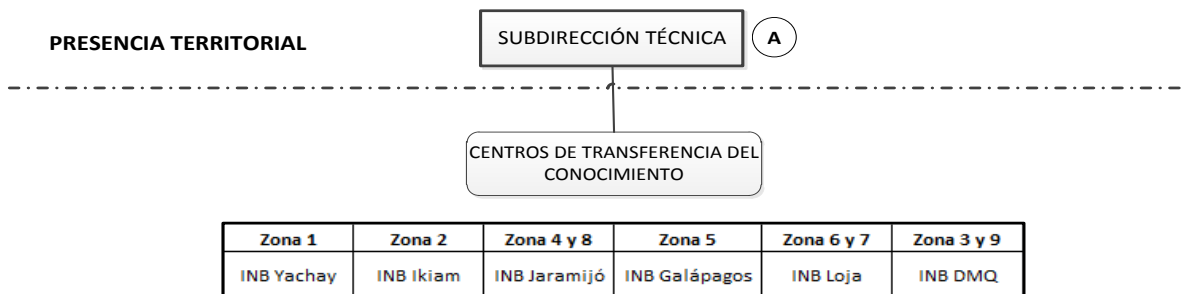 PRESENCIA TERRITORIAL
SUBDIRECCIÓN TÉCNICA
A
CENTROS DE TRANSFERENCIA DEL
CONOCIMIENTO
Zona 1 Zona 2 Zona 4 y 8 Zona 5 Zona 6 y 7 Zona 3 y 9
INB Yachay INB Ikiam INB Jaramijó INB Galápagos INB Loja INB DMQ